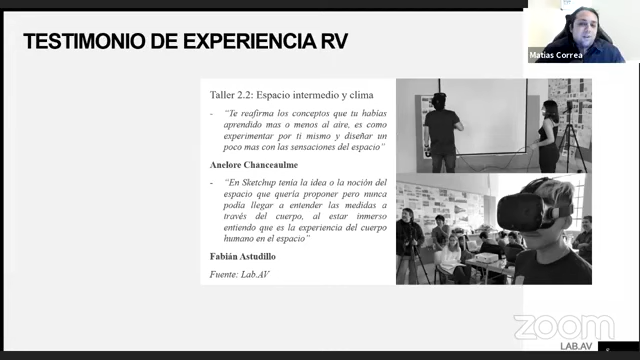 TESTIMONIO DE EXPERIENCIA RV
Matías Correa
Taller 2.2: Espacio intermedio y clima
- "Te reafirma los conceptos que tu habías
aprendido mas o menos al aire, es como
experimentar por ti mismo y diseñar un
poco mas con las sensaciones del espacio"
Anelore Chanceaulme
- "En Sketchup tenía la idea o la noción del
espacio que quería proponer pero nunca
podía llegar a entender las medidas a
través del cuerpo, al estar inmerso
entiendo que es la experiencia del cuerpo
humano en el espacio"
Fabián Astudillo
Fuente: Lab.AV
zoom
LAB.AV